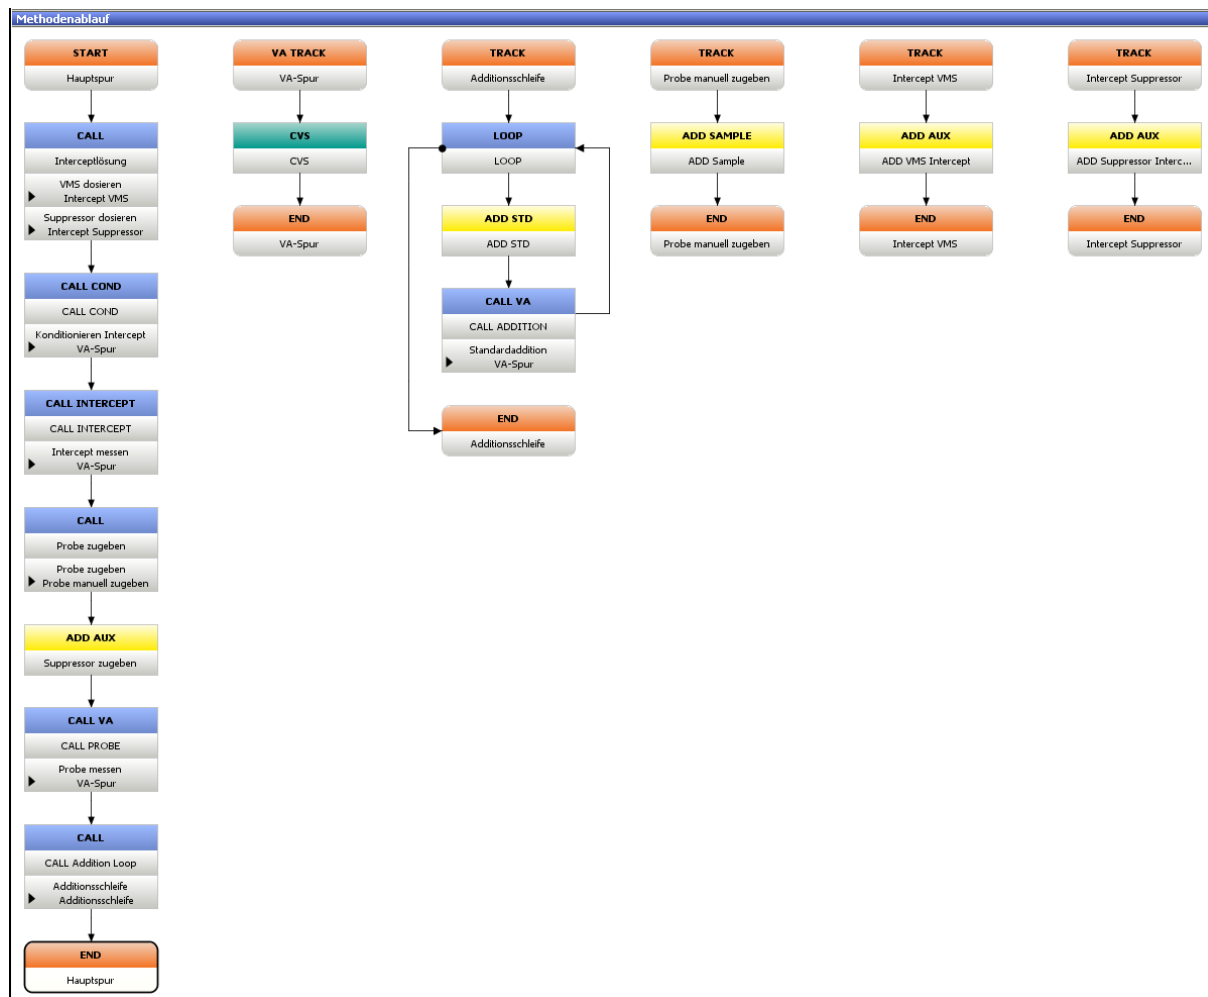 Methodenablauf
START
Hauptspur
CALL
Interceptlösung
VMS dosieren
Intercept VMS
Suppressor dosieren
Intercept Suppressor
CALL COND
CALL COND
Konditionieren Intercept
VA-Spur
CALL INTERCEPT
CALL INTERCEPT
Intercept messen
VA-Spur
CALL
Probe zugeben
Probe zugeben
Probe manuell zugeben
ADD AUX
Suppressor zugeben
CALL VA
CALL PROBE
Probe messen
VA-Spur
CALL
CALL Addition Loop
Additionsschleife
Additionsschleife
END
Hauptspur
VA TRACK
VA-Spur
CVS
CVS
END
VA-Spur
TRACK
Additionsschleife
LOOP
LOOP
ADD STD
ADD STD
CALL VA
CALL ADDITION
Standardaddition
VA-Spur
END
Additionsschleife
TRACK
Probe manuell zugeben
ADD SAMPLE
ADD Sample
END
Probe manuell zugeben
TRACK
Intercept VMS
ADD AUX
ADD VMS Intercept
END
Intercept VMS
TRACK
Intercept Suppressor
ADD AUX
ADD Suppressor Interc...
END
Intercept Suppressor